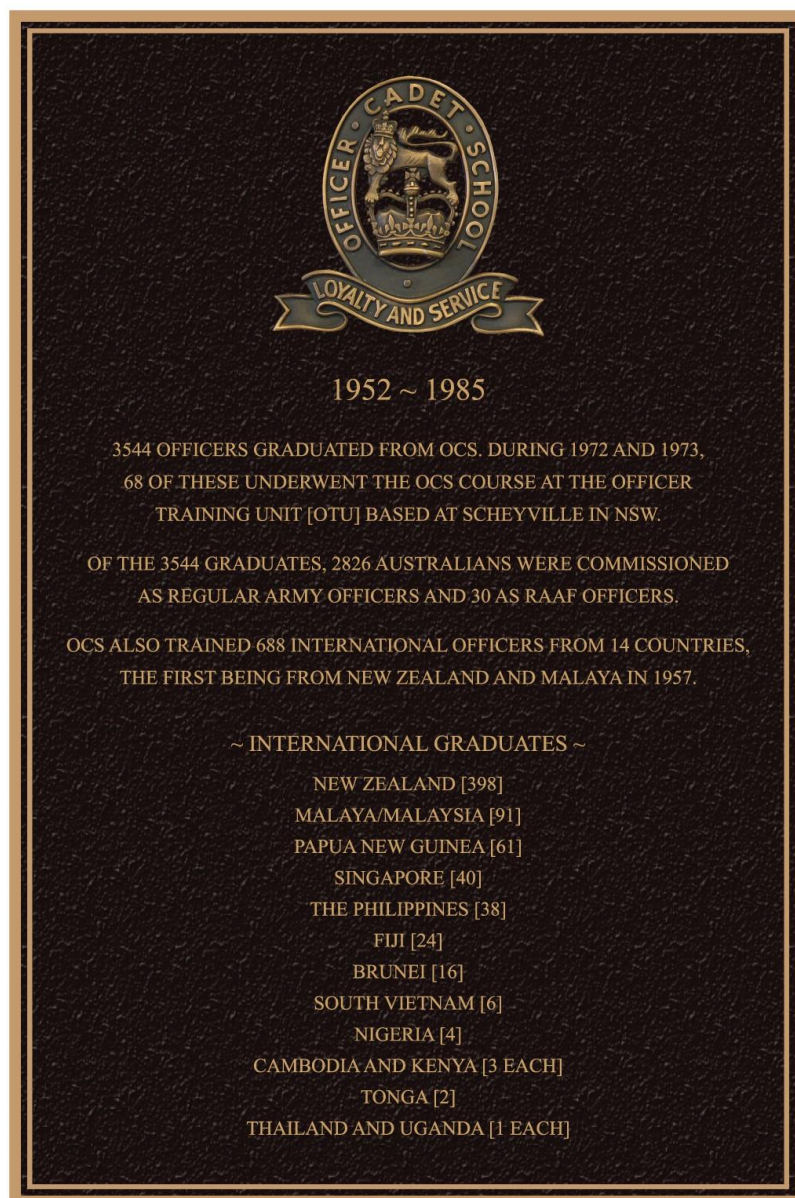 OFFICER · CADET · SCHOOL
LOYALTY AND SERVICE
1952 ~ 1985
3544 OFFICERS GRADUATED FROM OCS. DURING 1972 AND 1973,
68 OF THESE UNDERWENT THE OCS COURSE AT THE OFFICER
TRAINING UNIT [OTU] BASED AT SCHEYVILLE IN NSW.
OF THE 3544 GRADUATES, 2826 AUSTRALIANS WERE COMMISSIONED
AS REGULAR ARMY OFFICERS AND 30 AS RAAF OFFICERS.
OCS ALSO TRAINED 688 INTERNATIONAL OFFICERS FROM 14 COUNTRIES,
THE FIRST BEING FROM NEW ZEALAND AND MALAYA IN 1957.
~ INTERNATIONAL GRADUATES ~
NEW ZEALAND [398]
MALAYA/MALAYSIA [91]
PAPUA NEW GUINEA [61]
SINGAPORE [40]
THE PHILIPPINES [38]
FIJI [24]
BRUNEI [16]
SOUTH VIETNAM [6]
NIGERIA [4]
CAMBODIA AND KENYA [3 EACH]
TONGA [2]
THAILAND AND UGANDA [1 EACH]